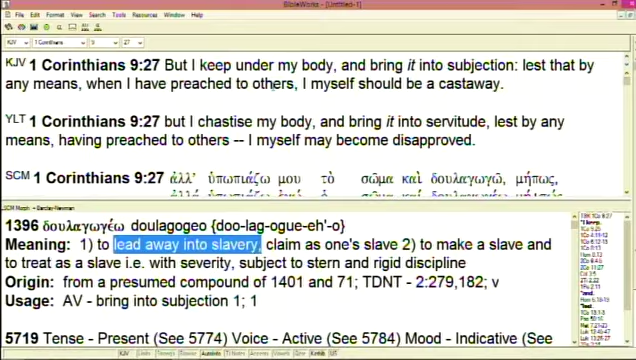 BibleWorks - [Untitled-1]
File Edit Format View Search Tools Resources Window Help
KJV 1 Corinthians 9 27
KJV 1 Corinthians 9:27 But I keep under my body, and bring it into subjection: lest that by
any means, when I have preached to others, I myself should be a castaway.
YLT 1 Corinthians 9:27 but I chastise my body, and bring it into servitude, lest by any
means, having preached to others -- I myself may become disapproved.
SCM 1 Corinthians 9:27 ἀλλ' ὑπωπιάζω μου τὸ σῶμα καὶ δουλαγωγῶ, μήπως,
1396 δουλαγωγέω doulagogeo {doo-lag-ogue-eh'-o}
Meaning: 1) to lead away into slavery, claim as one's slave 2) to make a slave and
to treat as a slave i.e. with severity, subject to stern and rigid discipline
Origin: from a presumed compound of 1401 and 71; TDNT - 2:279,182; v
Usage: AV - bring into subjection 1; 1
5719 Tense - Present (See 5774) Voice - Active (See 5784) Mood - Indicative (See